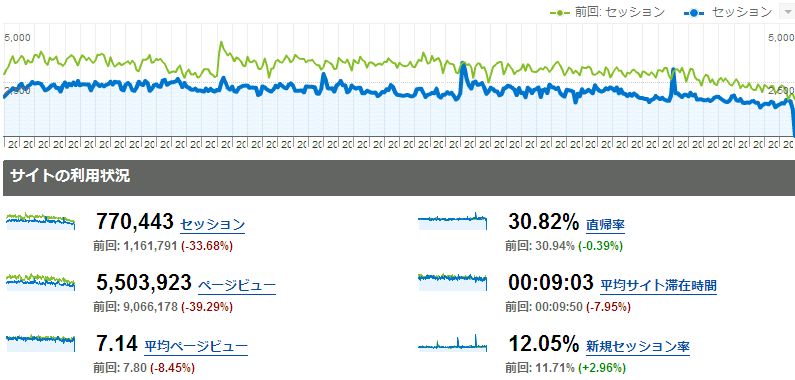 前回: セッション セッション
5,000 5,000
2,500 2,500
サイトの利用状況
770,443 セッション
前回: 1,161,791 (-33.68%)
30.82% 直帰率
前回: 30.94% (-0.39%)
5,503,923 ページビュー
前回: 9,066,178 (-39.29%)
00:09:03 平均サイト滞在時間
前回: 00:09:50 (-7.95%)
7.14 平均ページビュー
前回: 7.80 (-8.45%)
12.05% 新規セッション率
前回: 11.71% (+2.96%)